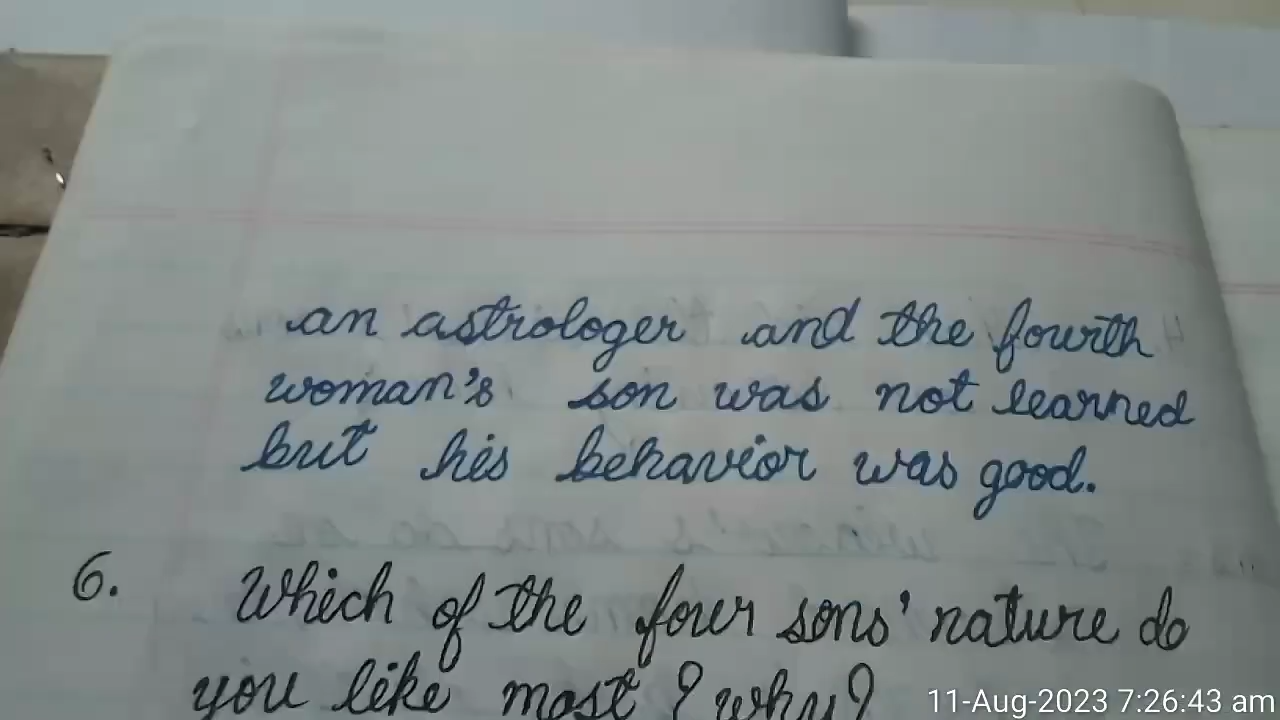 an astrologer and the fourth
woman's son was not learned
but his behavior was good.
6. Which of the four sons' nature do
you like most ? why?
11-Aug-2023 7:26:43 am